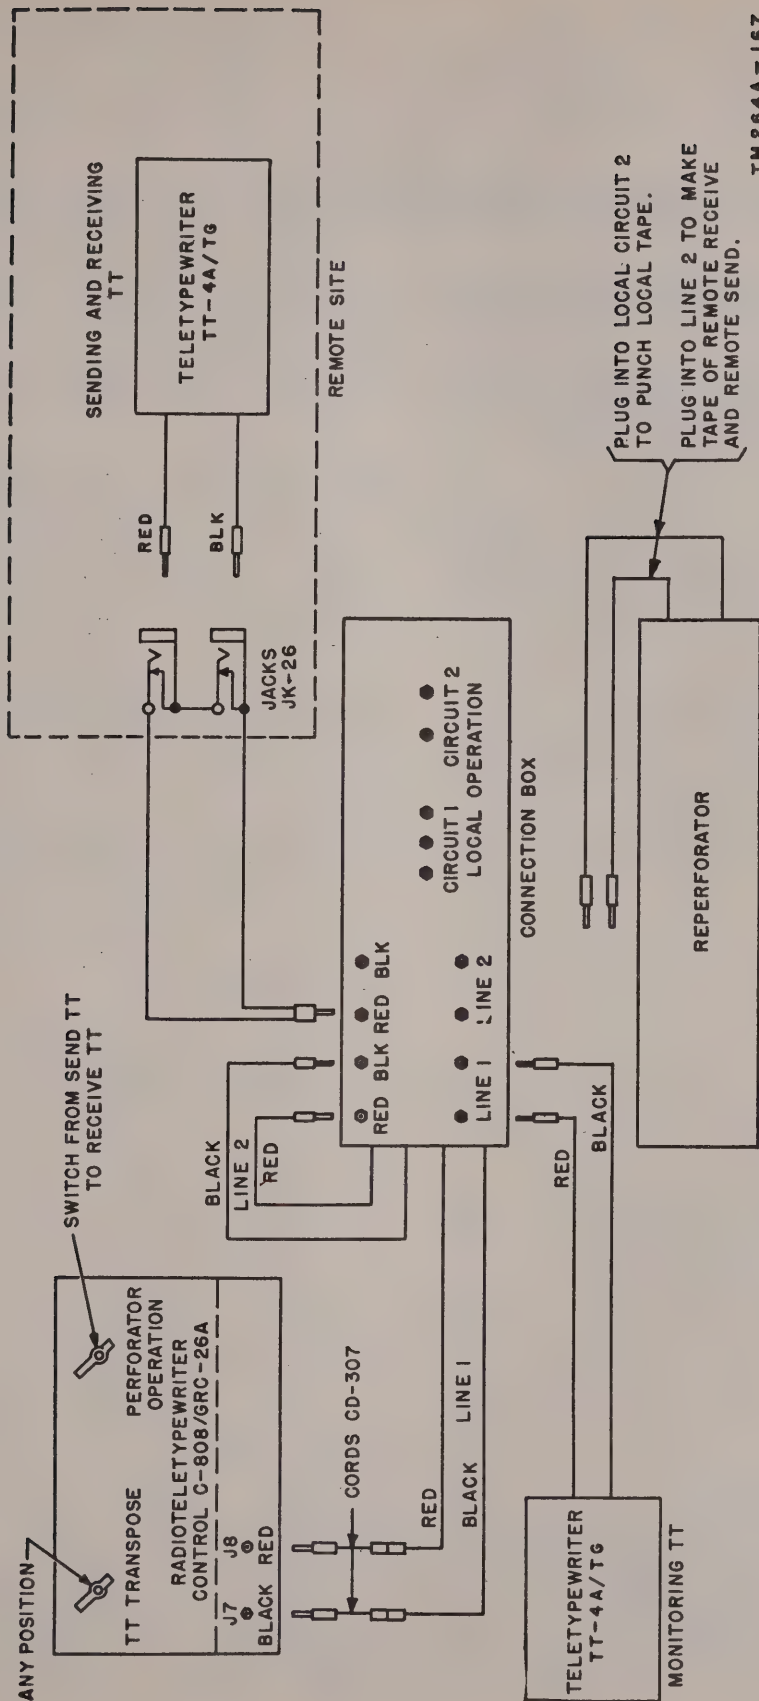 ANY POSITION
SWITCH FROM SEND TT
TO RECEIVE TT
TT TRANSPOSE
PERFORATOR
OPERATION
RADIOTELETYPEWRITER
CONTROL C-808/GRC-26A
J7 J8
BLACK RED
CORDS CD-307
RED
BLACK LINE 1
BLACK
LINE 2
RED
RED BLK RED BLK
LINE 1 LINE 2
CIRCUIT 1 CIRCUIT 2
LOCAL OPERATION
CONNECTION BOX
SENDING AND RECEIVING
TT
TELETYPEWRITER
TT-4A/TG
RED
BLK
JACKS
JK-26
REMOTE SITE
RED
BLACK
TELETYPEWRITER
TT-4A/TG
MONITORING TT
REPERFORATOR
PLUG INTO LOCAL CIRCUIT 2
TO PUNCH LOCAL TAPE.
PLUG INTO LINE 2 TO MAKE
TAPE OF REMOTE RECEIVE
AND REMOTE SEND.
TM264A-167